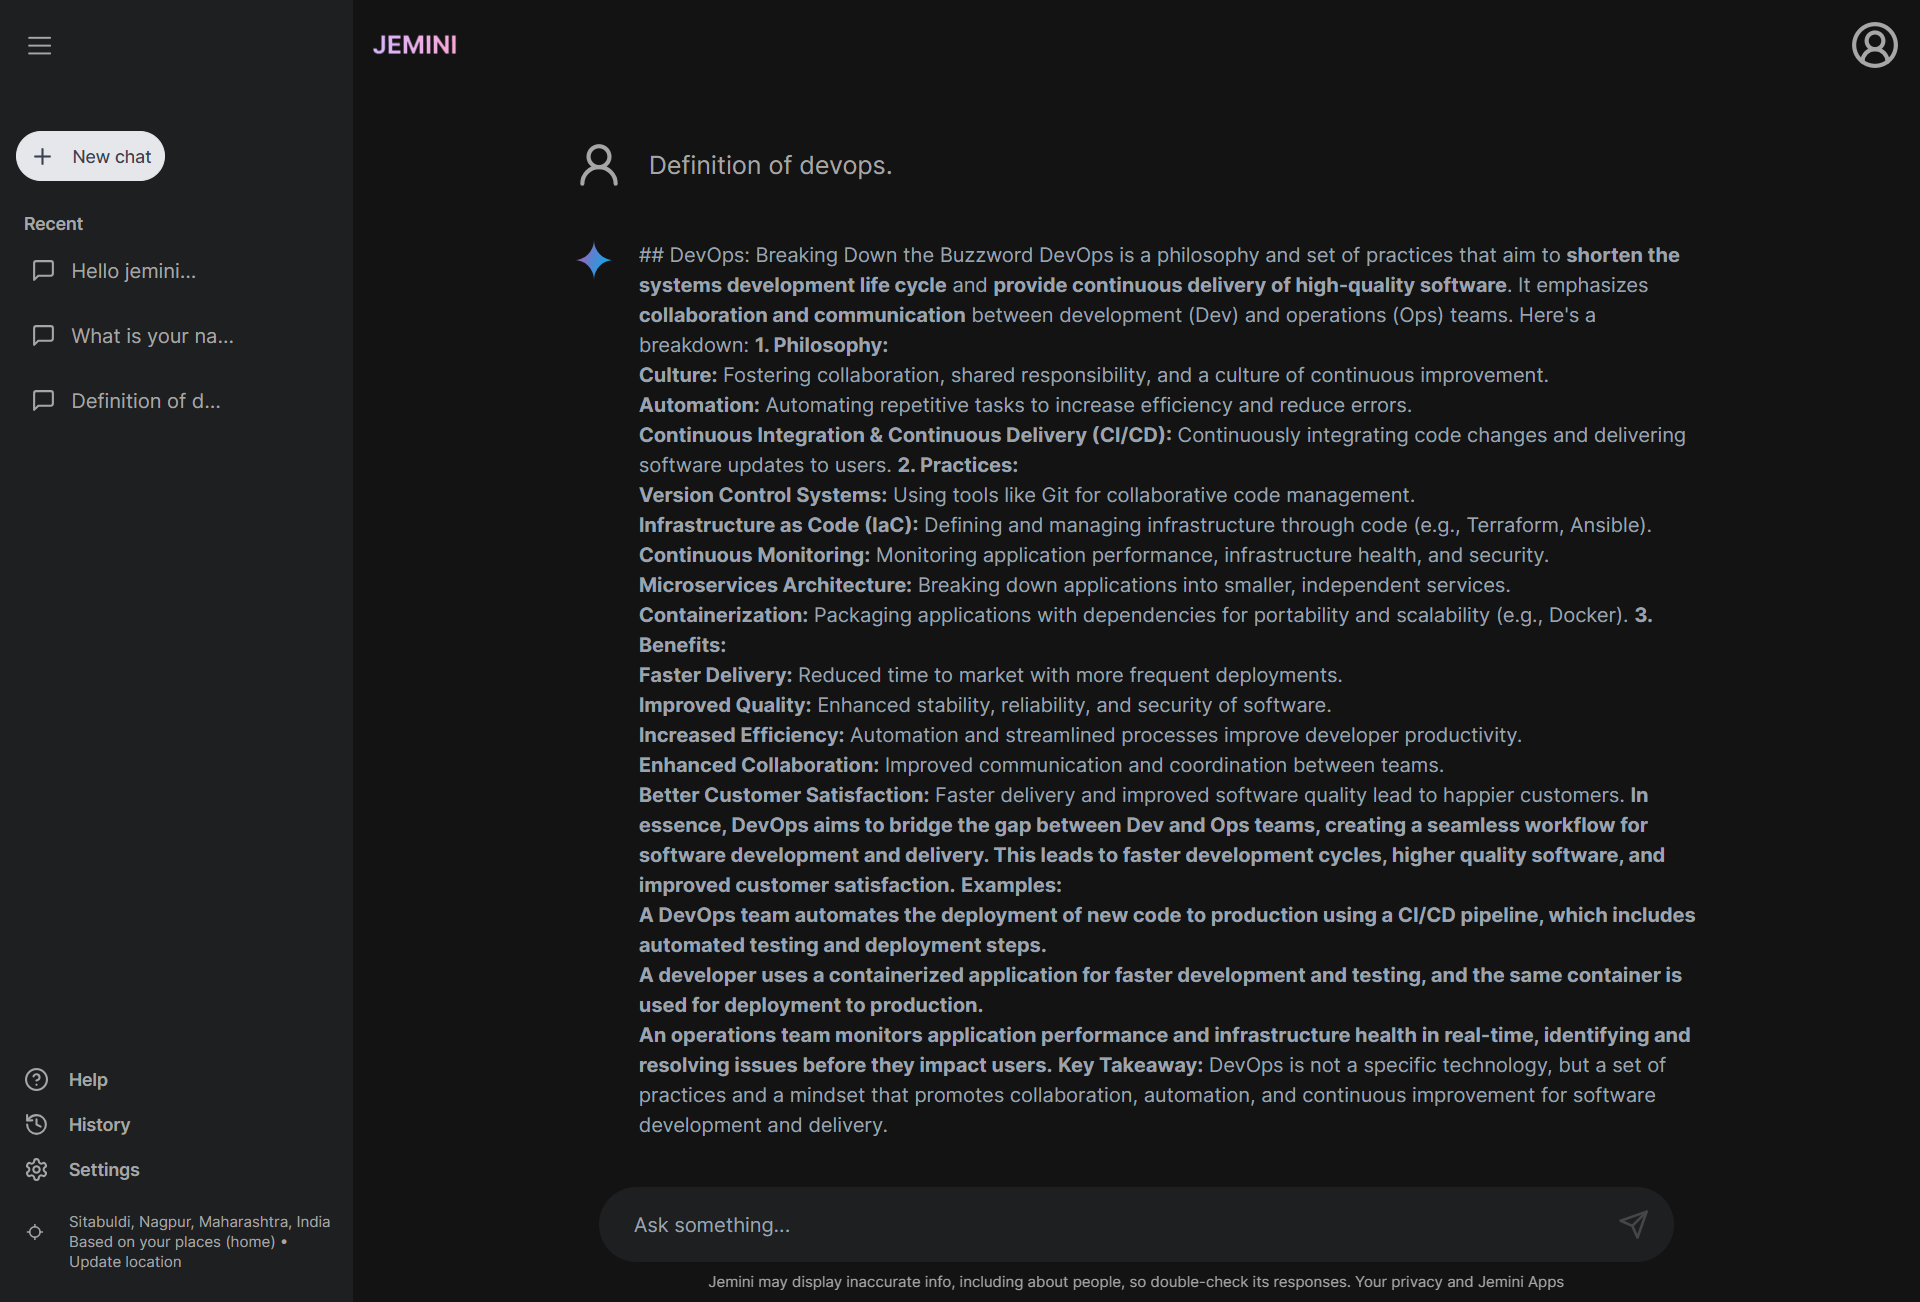 JEMINI
New chat
Recent
Hello jemini...
What is your na...
Definition of d...
Help
History
Settings
Sitabuldi, Nagpur, Maharashtra, India
Based on your places (home) •
Update location
Definition of devops.
## DevOps: Breaking Down the Buzzword DevOps is a philosophy and set of practices that aim to shorten the
systems development life cycle and provide continuous delivery of high-quality software. It emphasizes
collaboration and communication between development (Dev) and operations (Ops) teams. Here's a
breakdown: 1. Philosophy:
Culture: Fostering collaboration, shared responsibility, and a culture of continuous improvement.
Automation: Automating repetitive tasks to increase efficiency and reduce errors.
Continuous Integration & Continuous Delivery (CI/CD): Continuously integrating code changes and delivering
software updates to users. 2. Practices:
Version Control Systems: Using tools like Git for collaborative code management.
Infrastructure as Code (IaC): Defining and managing infrastructure through code (e.g., Terraform, Ansible).
Continuous Monitoring: Monitoring application performance, infrastructure health, and security.
Microservices Architecture: Breaking down applications into smaller, independent services.
Containerization: Packaging applications with dependencies for portability and scalability (e.g., Docker). 3.
Benefits:
Faster Delivery: Reduced time to market with more frequent deployments.
Improved Quality: Enhanced stability, reliability, and security of software.
Increased Efficiency: Automation and streamlined processes improve developer productivity.
Enhanced Collaboration: Improved communication and coordination between teams.
Better Customer Satisfaction: Faster delivery and improved software quality lead to happier customers. In
essence, DevOps aims to bridge the gap between Dev and Ops teams, creating a seamless workflow for
software development and delivery. This leads to faster development cycles, higher quality software, and
improved customer satisfaction. Examples:
A DevOps team automates the deployment of new code to production using a CI/CD pipeline, which includes
automated testing and deployment steps.
A developer uses a containerized application for faster development and testing, and the same container is
used for deployment to production.
An operations team monitors application performance and infrastructure health in real-time, identifying and
resolving issues before they impact users. Key Takeaway: DevOps is not a specific technology, but a set of
practices and a mindset that promotes collaboration, automation, and continuous improvement for software
development and delivery.
Ask something...
Jemini may display inaccurate info, including about people, so double-check its responses. Your privacy and Jemini Apps